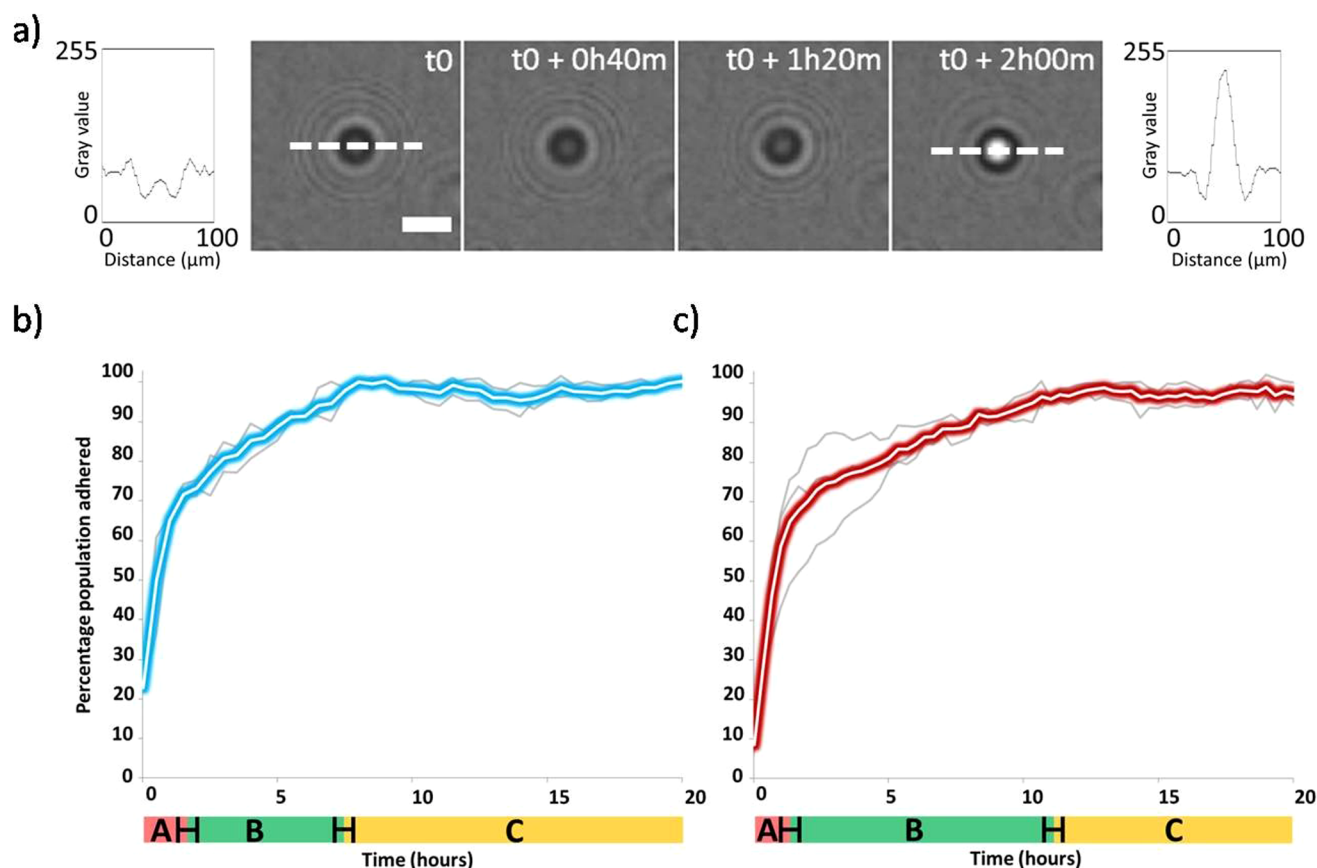 a)
255
Gray value
0
0
100
Distance (µm)
t0
t0 + 0h40m
t0 + 1h20m
t0 + 2h00m
255
Gray value
0
0
100
Distance (µm)
b)
100
90
80
70
60
50
40
30
20
10
0
Percentage population adhered
0 5 10 15 20
A B C
Time (hours)
c)
100
90
80
70
60
50
40
30
20
10
0
0 5 10 15 20
A B C
Time (hours)